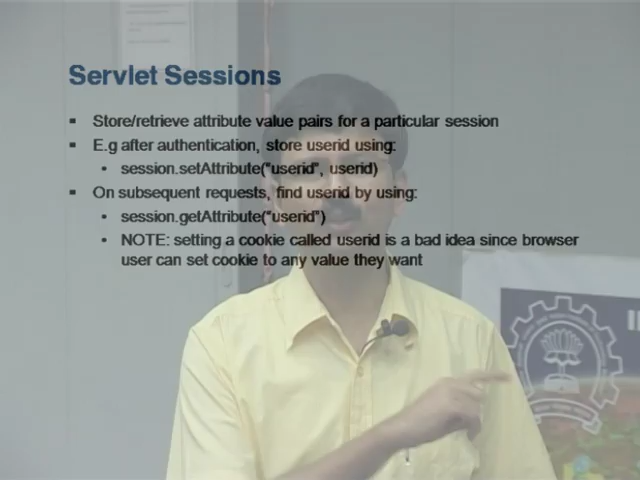 Servlet Sessions
Store/retrieve attribute value pairs for a particular session
E.g after authentication, store userid using:
session.setAttribute("userid", userid)
On subsequent requests, find userid by using:
session.getAttribute("userid")
NOTE: setting a cookie called userid is a bad idea since browser
user can set cookie to any value they want